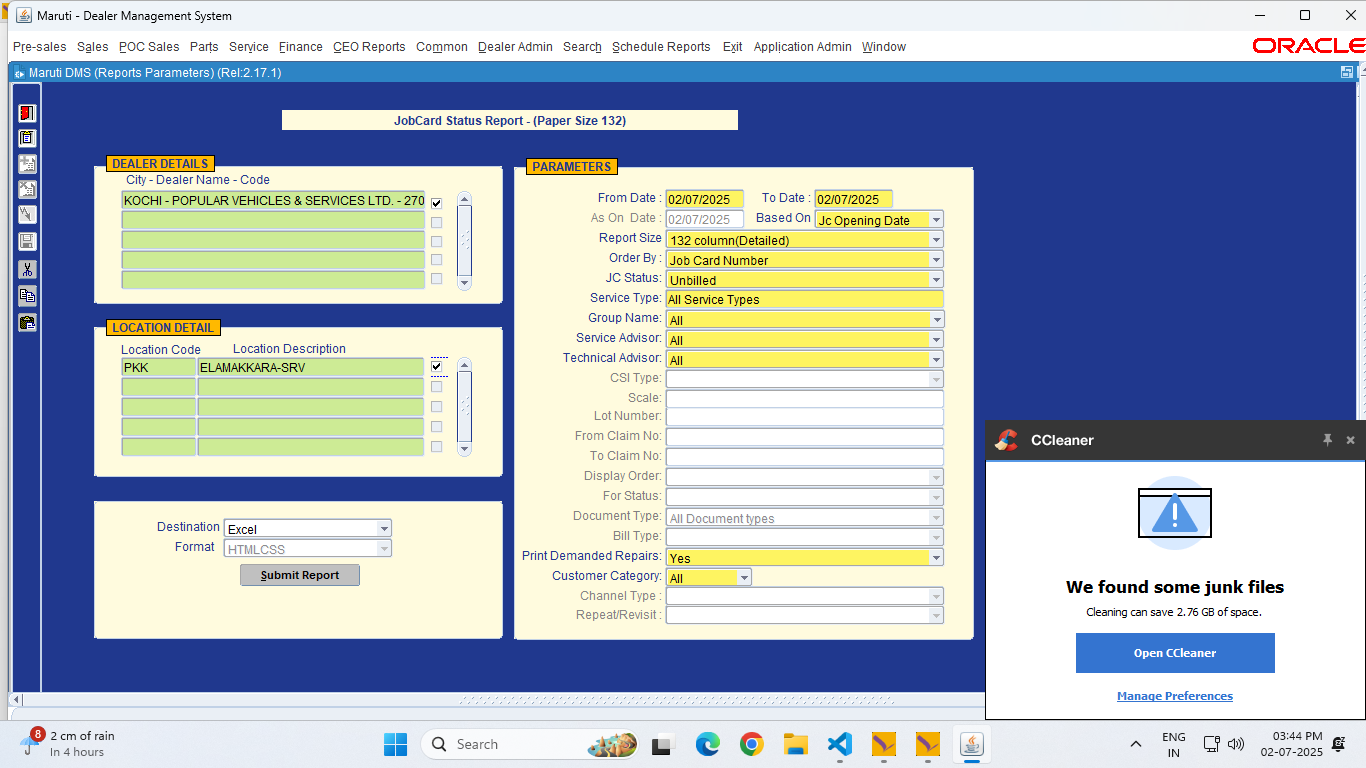 Maruti - Dealer Management System
Pre-sales Sales POC Sales Parts Service Finance CEO Reports Common Dealer Admin Search Schedule Reports Exit Application Admin Window
ORACLE
Maruti DMS (Reports Parameters) (Rel:2.17.1)
JobCard Status Report - (Paper Size 132)
DEALER DETAILS
City - Dealer Name - Code
KOCHI - POPULAR VEHICLES & SERVICES LTD. - 270
LOCATION DETAIL
Location Code Location Description
PKK ELAMAKKARA-SRV
Destination Excel
Format HTMLCSS
Submit Report
PARAMETERS
From Date : 02/07/2025 To Date : 02/07/2025
As On Date : 02/07/2025 Based On Jc Opening Date
Report Size 132 column(Detailed)
Order By : Job Card Number
JC Status: Unbilled
Service Type: All Service Types
Group Name: All
Service Advisor: All
Technical Advisor: All
CSI Type:
Scale:
Lot Number:
From Claim No:
To Claim No:
Display Order:
For Status:
Document Type: All Document types
Bill Type:
Print Demanded Repairs: Yes
Customer Category: All
Channel Type :
Repeat/Revisit :
CCleaner
We found some junk files
Cleaning can save 2.76 GB of space.
Open CCleaner
Manage Preferences
8
2 cm of rain
In 4 hours
Search
ENG
IN
03:44 PM
02-07-2025